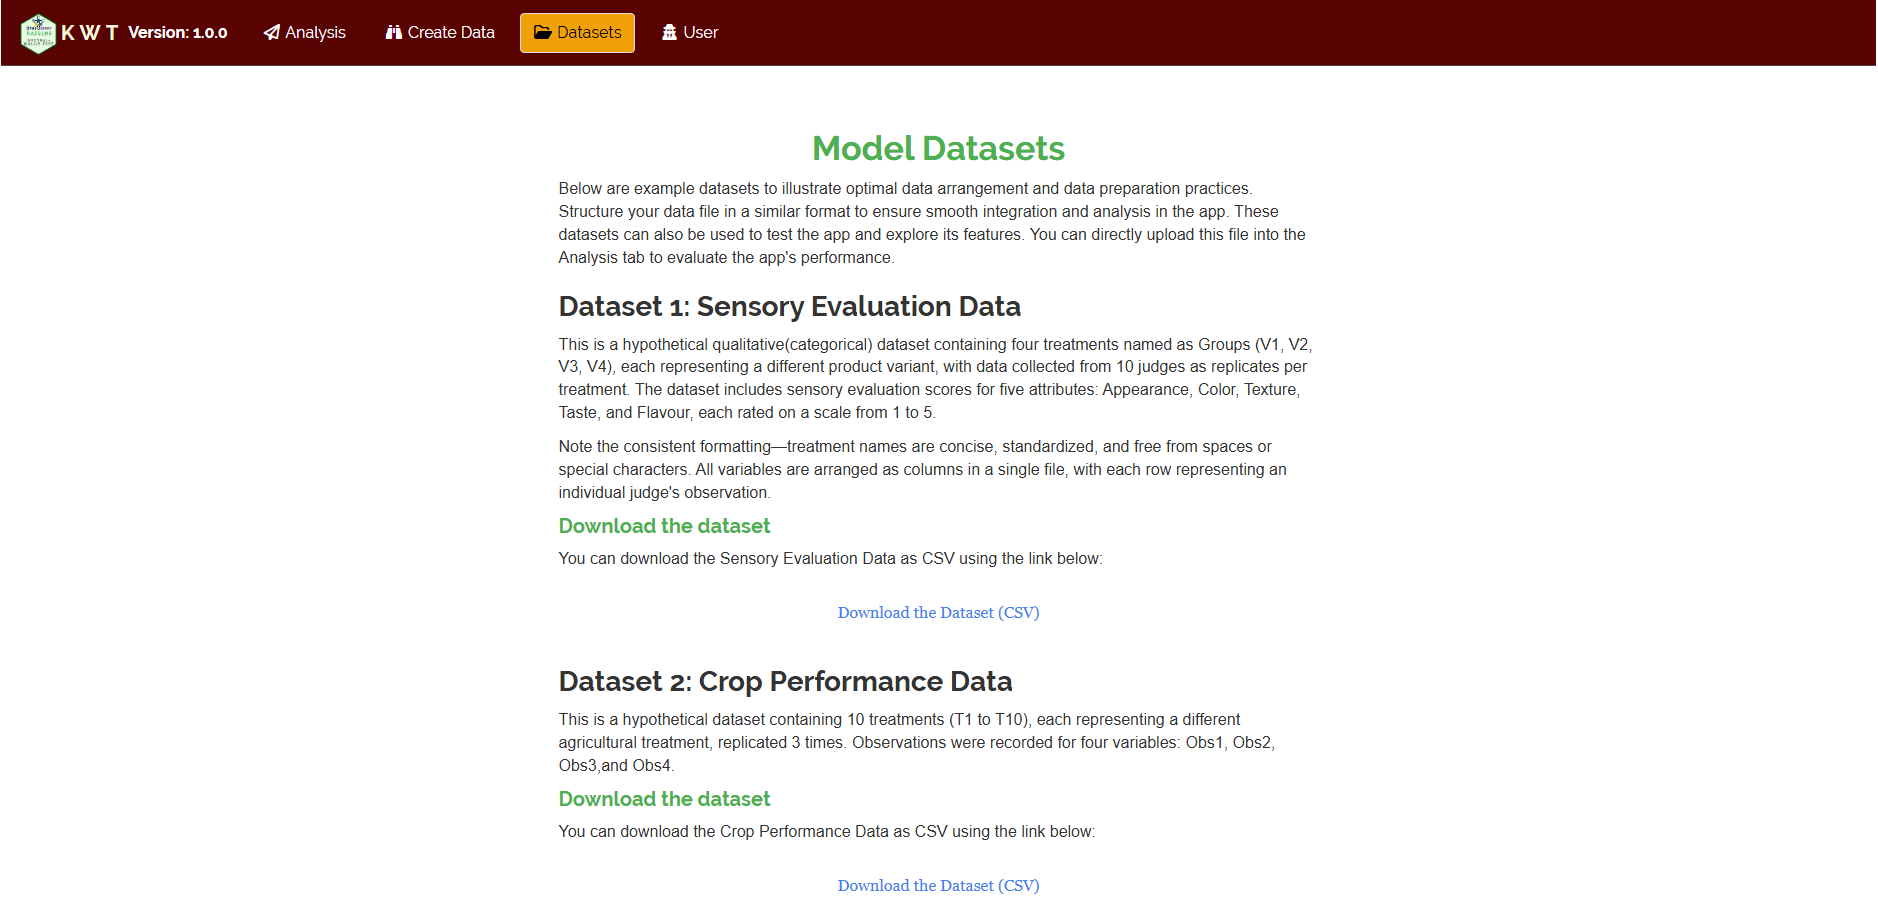 K W T Version: 1.0.0 Analysis Create Data Datasets User
Model Datasets
Below are example datasets to illustrate optimal data arrangement and data preparation practices.
Structure your data file in a similar format to ensure smooth integration and analysis in the app. These
datasets can also be used to test the app and explore its features. You can directly upload this file into the
Analysis tab to evaluate the app's performance.
Dataset 1: Sensory Evaluation Data
This is a hypothetical qualitative(categorical) dataset containing four treatments named as Groups (V1, V2,
V3, V4), each representing a different product variant, with data collected from 10 judges as replicates per
treatment. The dataset includes sensory evaluation scores for five attributes: Appearance, Color, Texture,
Taste, and Flavour, each rated on a scale from 1 to 5.
Note the consistent formatting—treatment names are concise, standardized, and free from spaces or
special characters. All variables are arranged as columns in a single file, with each row representing an
individual judge's observation.
Download the dataset
You can download the Sensory Evaluation Data as CSV using the link below:
Download the Dataset (CSV)
Dataset 2: Crop Performance Data
This is a hypothetical dataset containing 10 treatments (T1 to T10), each representing a different
agricultural treatment, replicated 3 times. Observations were recorded for four variables: Obs1, Obs2,
Obs3,and Obs4.
Download the dataset
You can download the Crop Performance Data as CSV using the link below:
Download the Dataset (CSV)